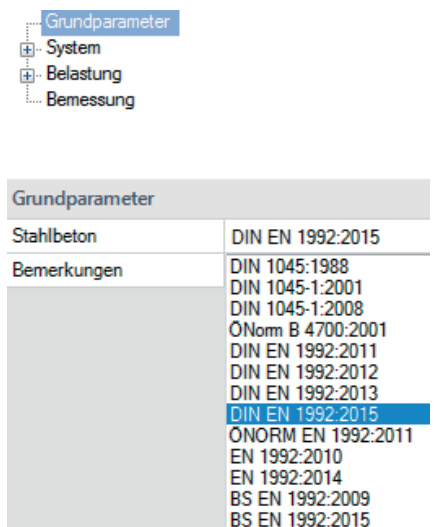 Grundparameter
System
Belastung
Bemessung
Grundparameter
Stahlbeton DIN EN 1992:2015
Bemerkungen DIN 1045:1988
DIN 1045-1:2001
DIN 1045-1:2008
ÖNorm B 4700:2001
DIN EN 1992:2011
DIN EN 1992:2012
DIN EN 1992:2013
DIN EN 1992:2015
ÖNORM EN 1992:2011
EN 1992:2010
EN 1992:2014
BS EN 1992:2009
BS EN 1992:2015